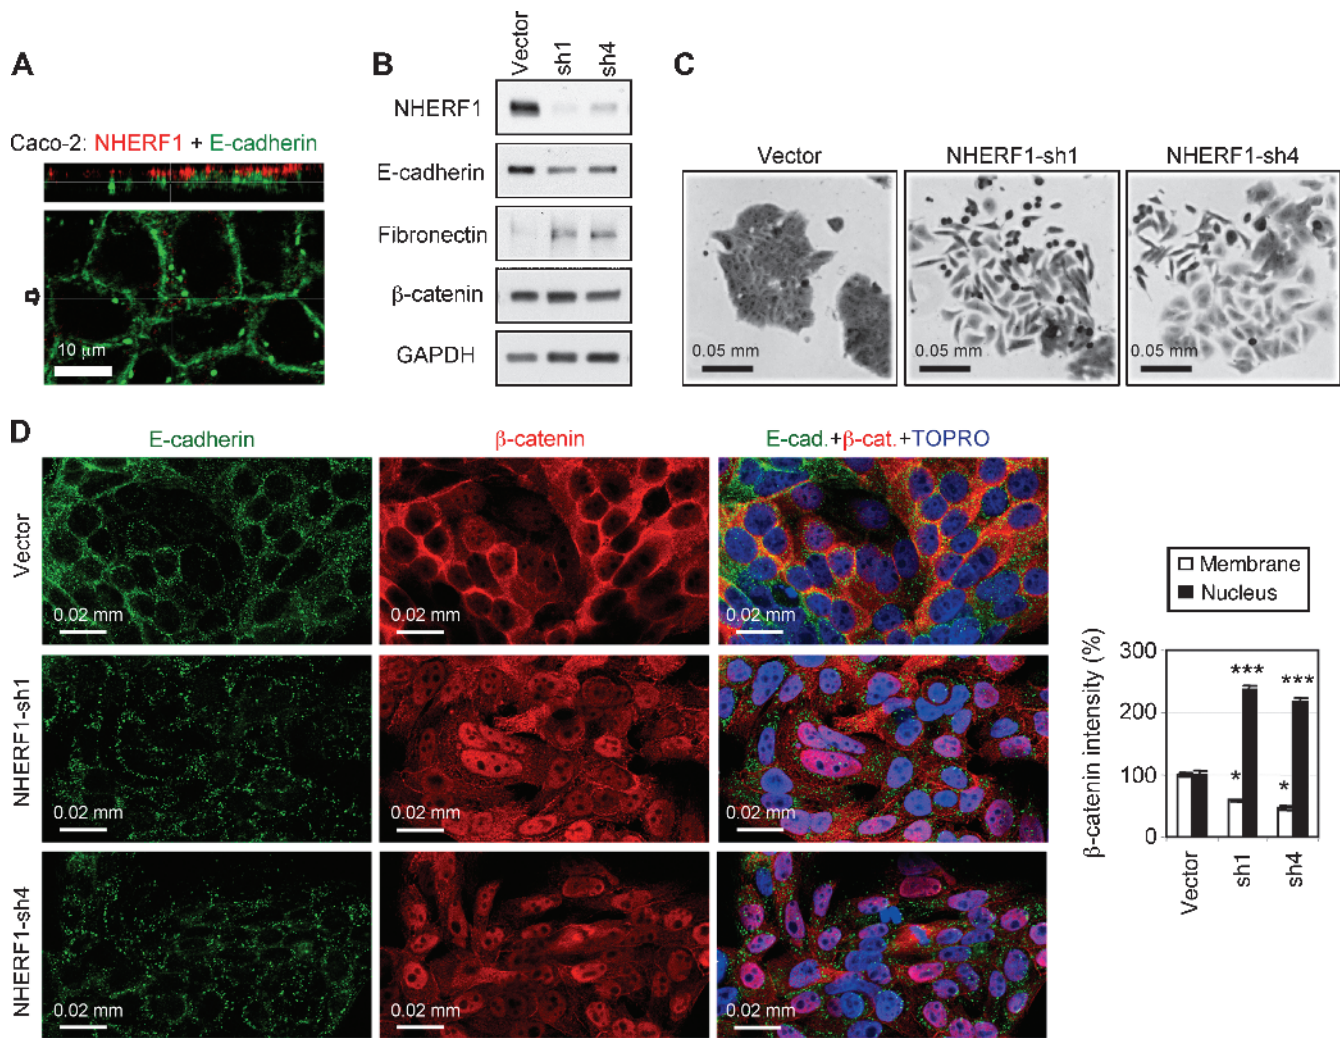 A
Caco-2: NHERF1 + E-cadherin
10 μm
B
Vector
sh1
sh4
NHERF1
E-cadherin
Fibronectin
β-catenin
GAPDH
C
Vector
NHERF1-sh1
NHERF1-sh4
0.05 mm
0.05 mm
0.05 mm
D
E-cadherin
β-catenin
E-cad.+β-cat.+TOPRO
Vector
0.02 mm
0.02 mm
0.02 mm
NHERF1-sh1
0.02 mm
0.02 mm
0.02 mm
NHERF1-sh4
0.02 mm
0.02 mm
0.02 mm
Membrane
Nucleus
β-catenin intensity (%)
300
200
100
0
***
***
*
*
Vector
sh1
sh4